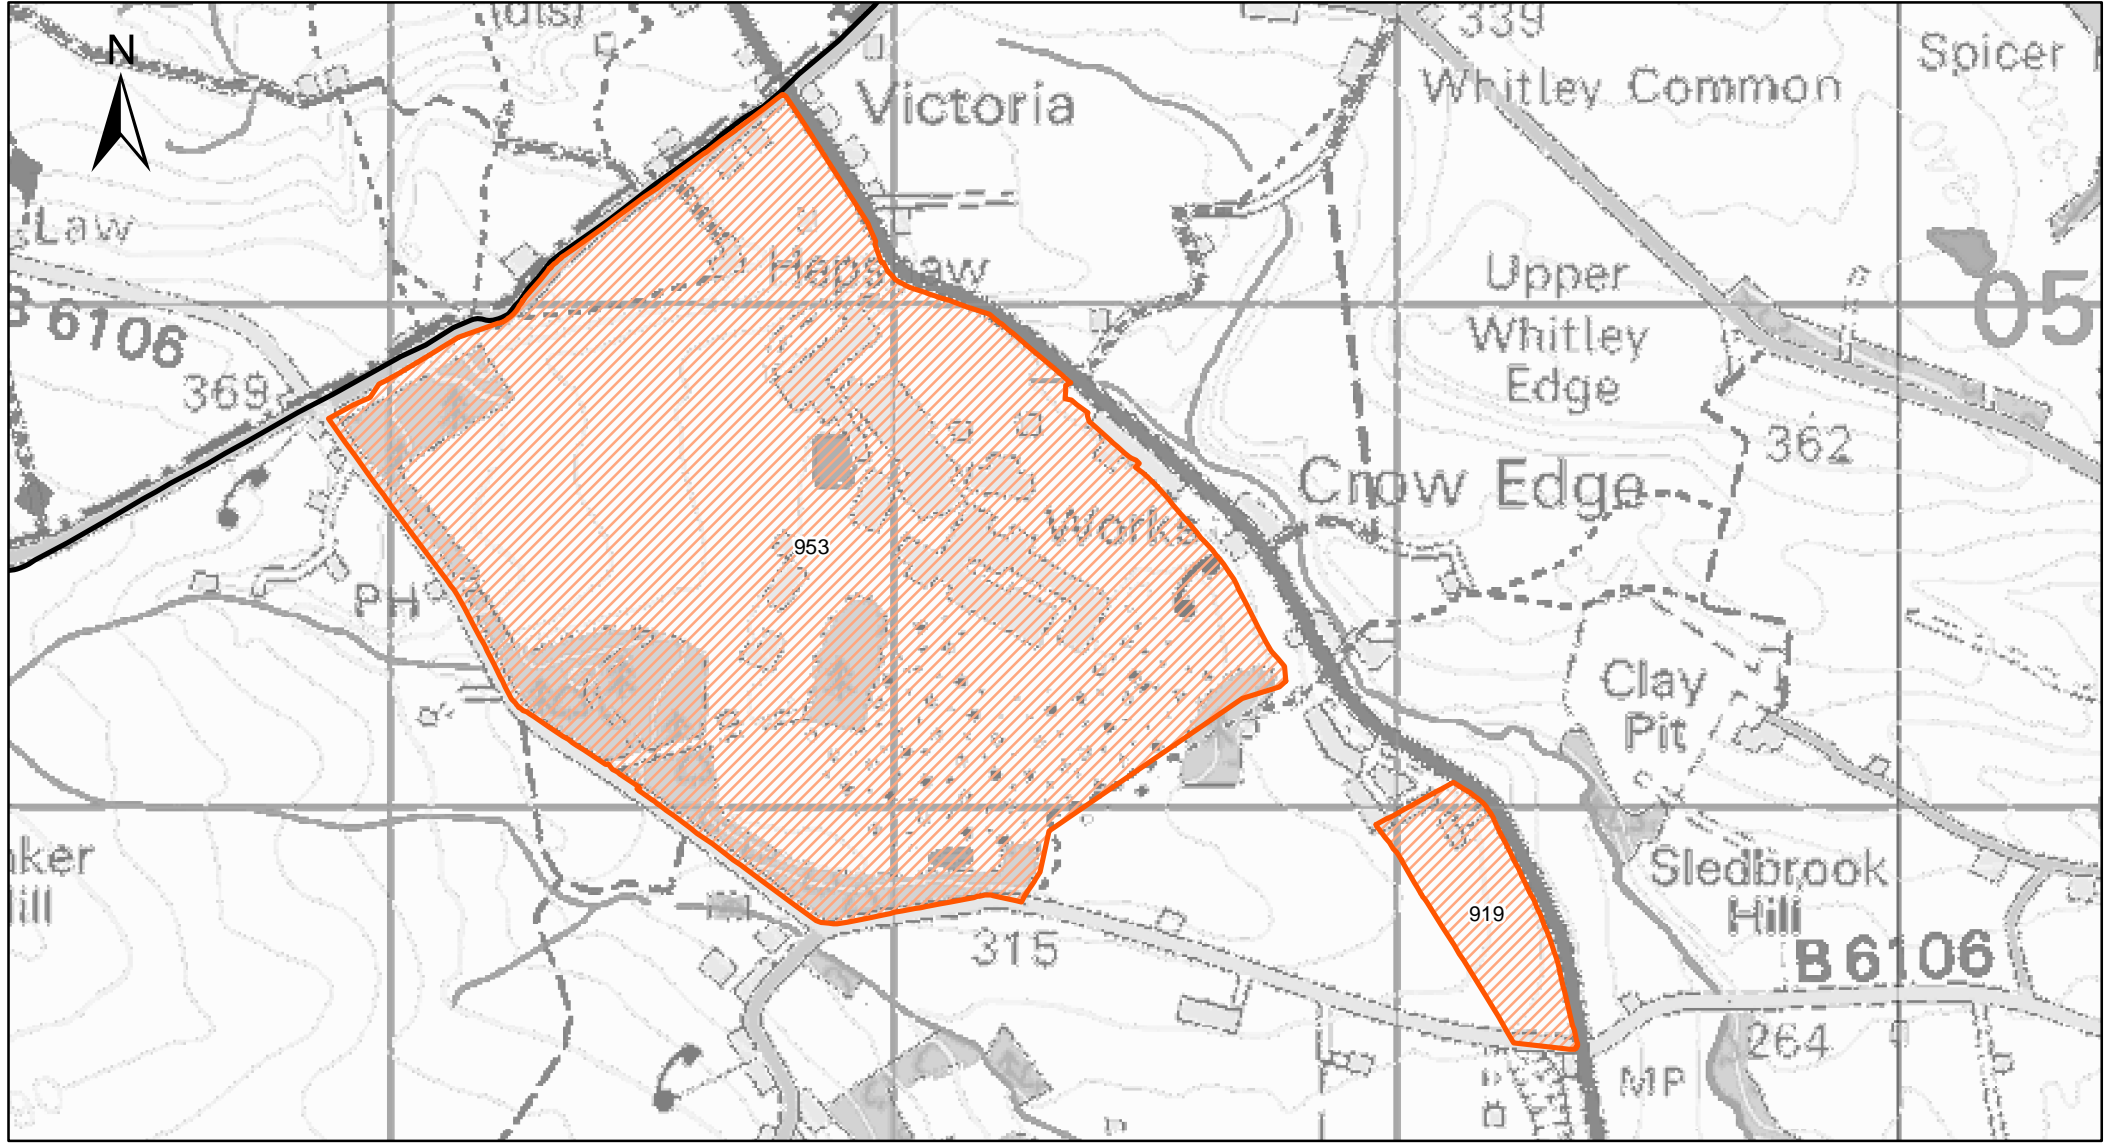 (dis)
339
Spicer
N
Whitley Common
Victoria
Law
Hepshaw
Upper
Whitley
Edge
05
B 6106
369
362
Crow Edge
Works
953
PH
Clay
Pit
Sledbrook
Hill
919
315
B 6106
264
MP